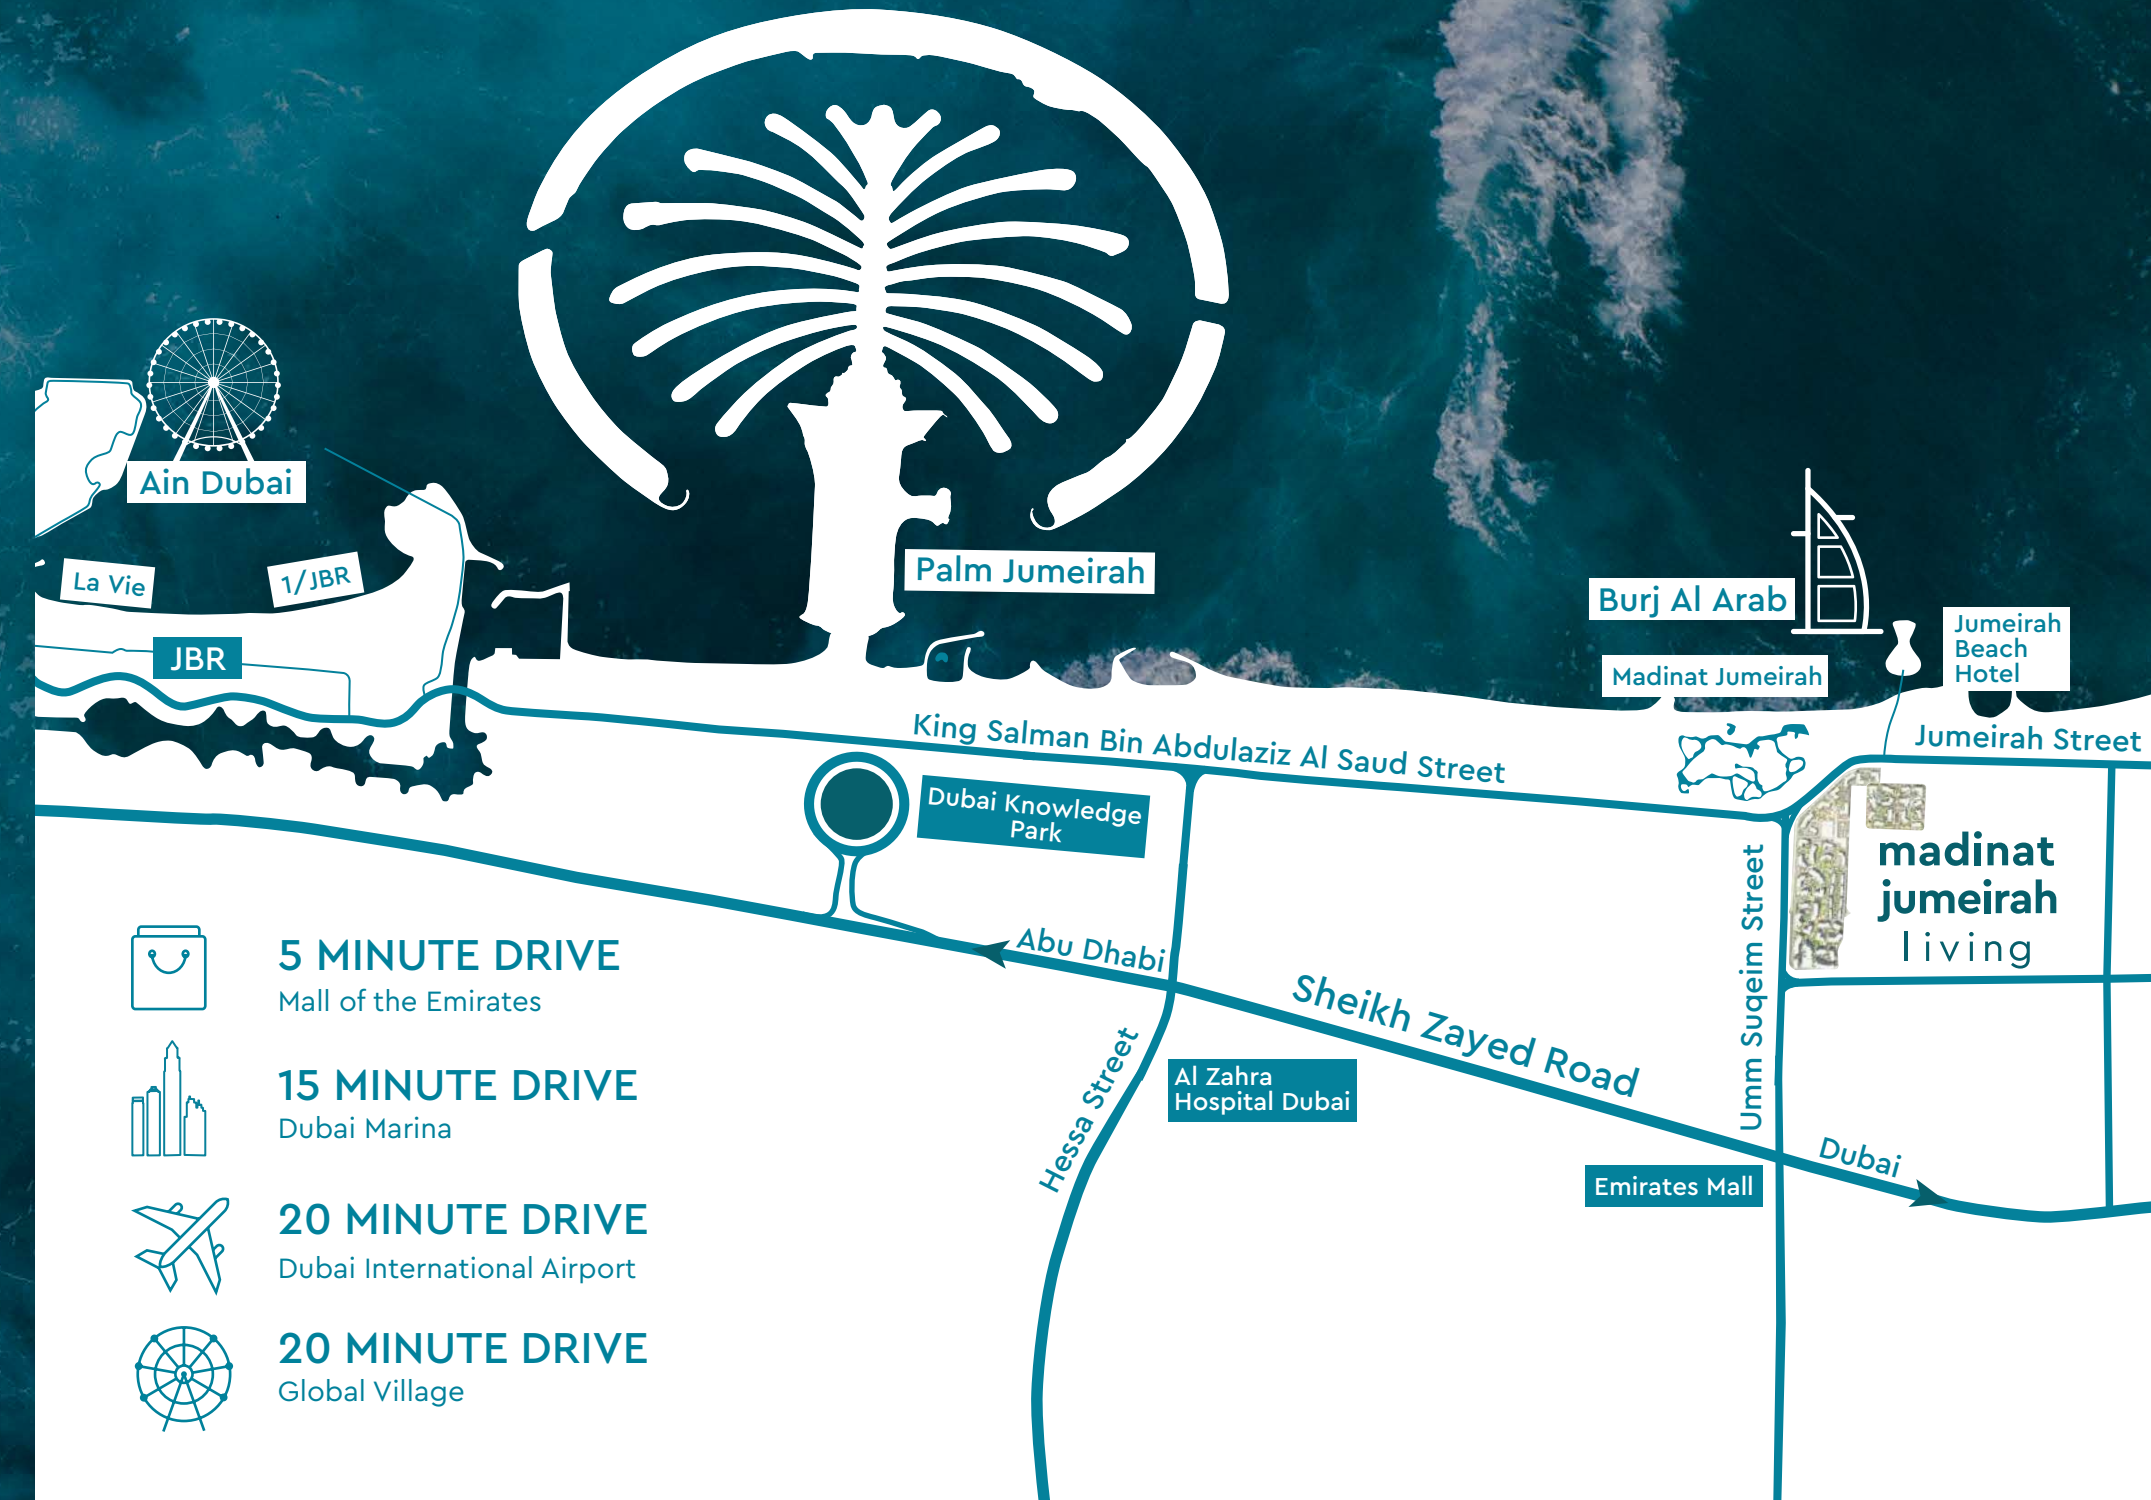 Ain Dubai
La Vie
1/JBR
JBR
Palm Jumeirah
Burj Al Arab
Jumeirah
Beach
Hotel
Madinat Jumeirah
King Salman Bin Abdulaziz Al Saud Street
Jumeirah Street
Dubai Knowledge
Park
madinat
jumeirah
living
Umm Suqeim Street
Abu Dhabi
Sheikh Zayed Road
Hessa Street
Al Zahra
Hospital Dubai
Dubai
Emirates Mall
5 MINUTE DRIVE
Mall of the Emirates
15 MINUTE DRIVE
Dubai Marina
20 MINUTE DRIVE
Dubai International Airport
20 MINUTE DRIVE
Global Village